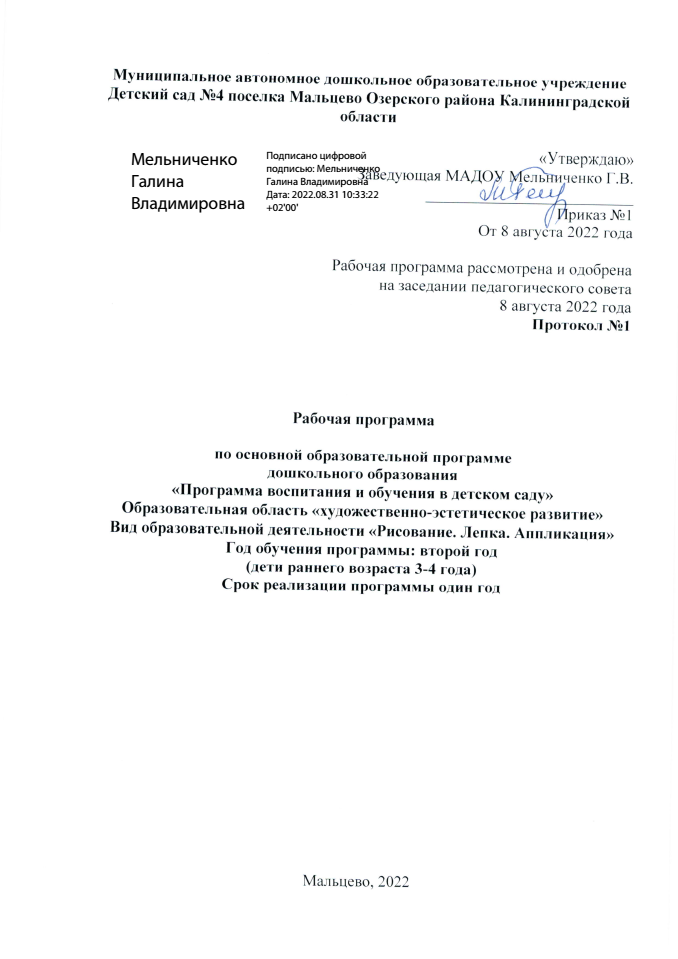 Муниципальное автономное дошкольное образовательное учреждение
Детский сад №4 поселка Мальцево Озерского района Калининградской
области
Мельниченко
Галина
Владимировна
Подписано цифровой
подписью: Мельниченко
Галина Владимировна
Дата: 2022.08.31 10:33:22
+02'00'
«Утверждаю»
Заведующая МАДОУ Мельниченко Г.В.
Приказ №1
От 8 августа 2022 года
Рабочая программа рассмотрена и одобрена
на заседании педагогического совета
8 августа 2022 года
Протокол №1
Рабочая программа
по основной образовательной программе
дошкольного образования
«Программа воспитания и обучения в детском саду»
Образовательная область «художественно-эстетическое развитие»
Вид образовательной деятельности «Рисование. Лепка. Аппликация»
Год обучения программы: второй год
(дети раннего возраста 3-4 года)
Срок реализации программы один год
Мальцево, 2022